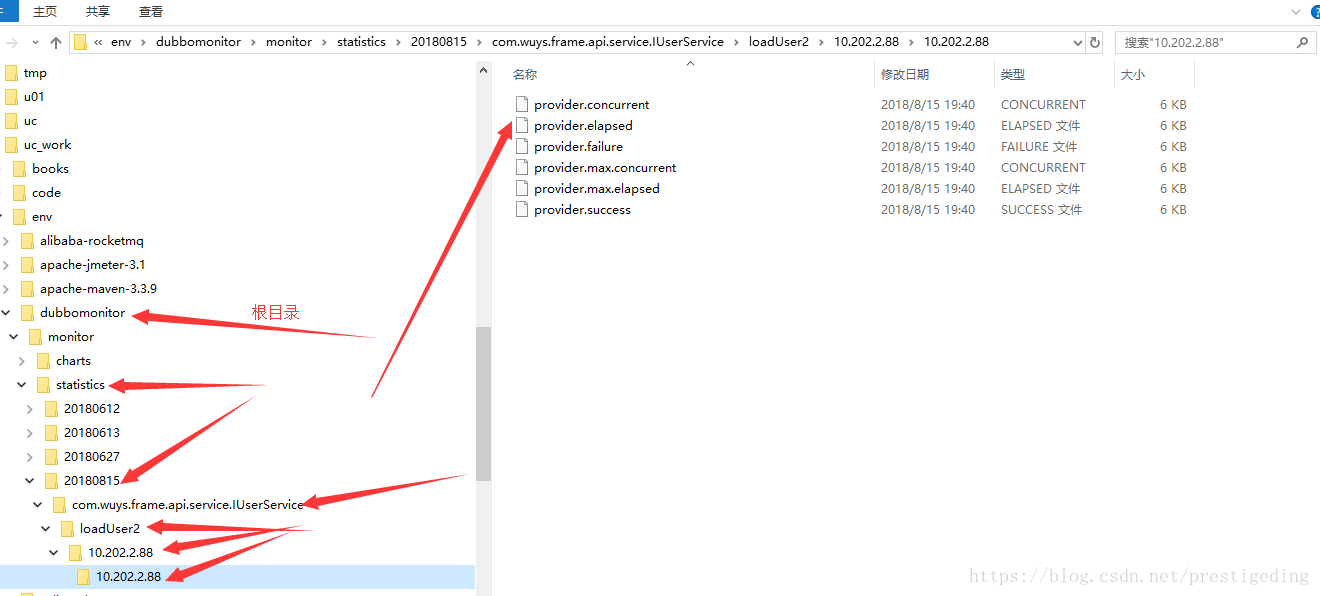 主页 共享 查看
« env › dubbomonitor › monitor › statistics › 20180815 › com.wuys.frame.api.service.IUserService › loadUser2 › 10.202.2.88 › 10.202.2.88
搜索"10.202.2.88"
tmp
u01
uc
uc_work
books
code
env
alibaba-rocketmq
apache-jmeter-3.1
apache-maven-3.3.9
dubbomonitor
根目录
monitor
charts
statistics
20180612
20180613
20180627
20180815
com.wuys.frame.api.service.IUserService
loadUser2
10.202.2.88
10.202.2.88
名称 修改日期 类型 大小
provider.concurrent 2018/8/15 19:40 CONCURRENT 6 KB
provider.elapsed 2018/8/15 19:40 ELAPSED 文件 6 KB
provider.failure 2018/8/15 19:40 FAILURE 文件 6 KB
provider.max.concurrent 2018/8/15 19:40 CONCURRENT 6 KB
provider.max.elapsed 2018/8/15 19:40 ELAPSED 文件 6 KB
provider.success 2018/8/15 19:40 SUCCESS 文件 6 KB
https://blog.csdn.net/prestigeding